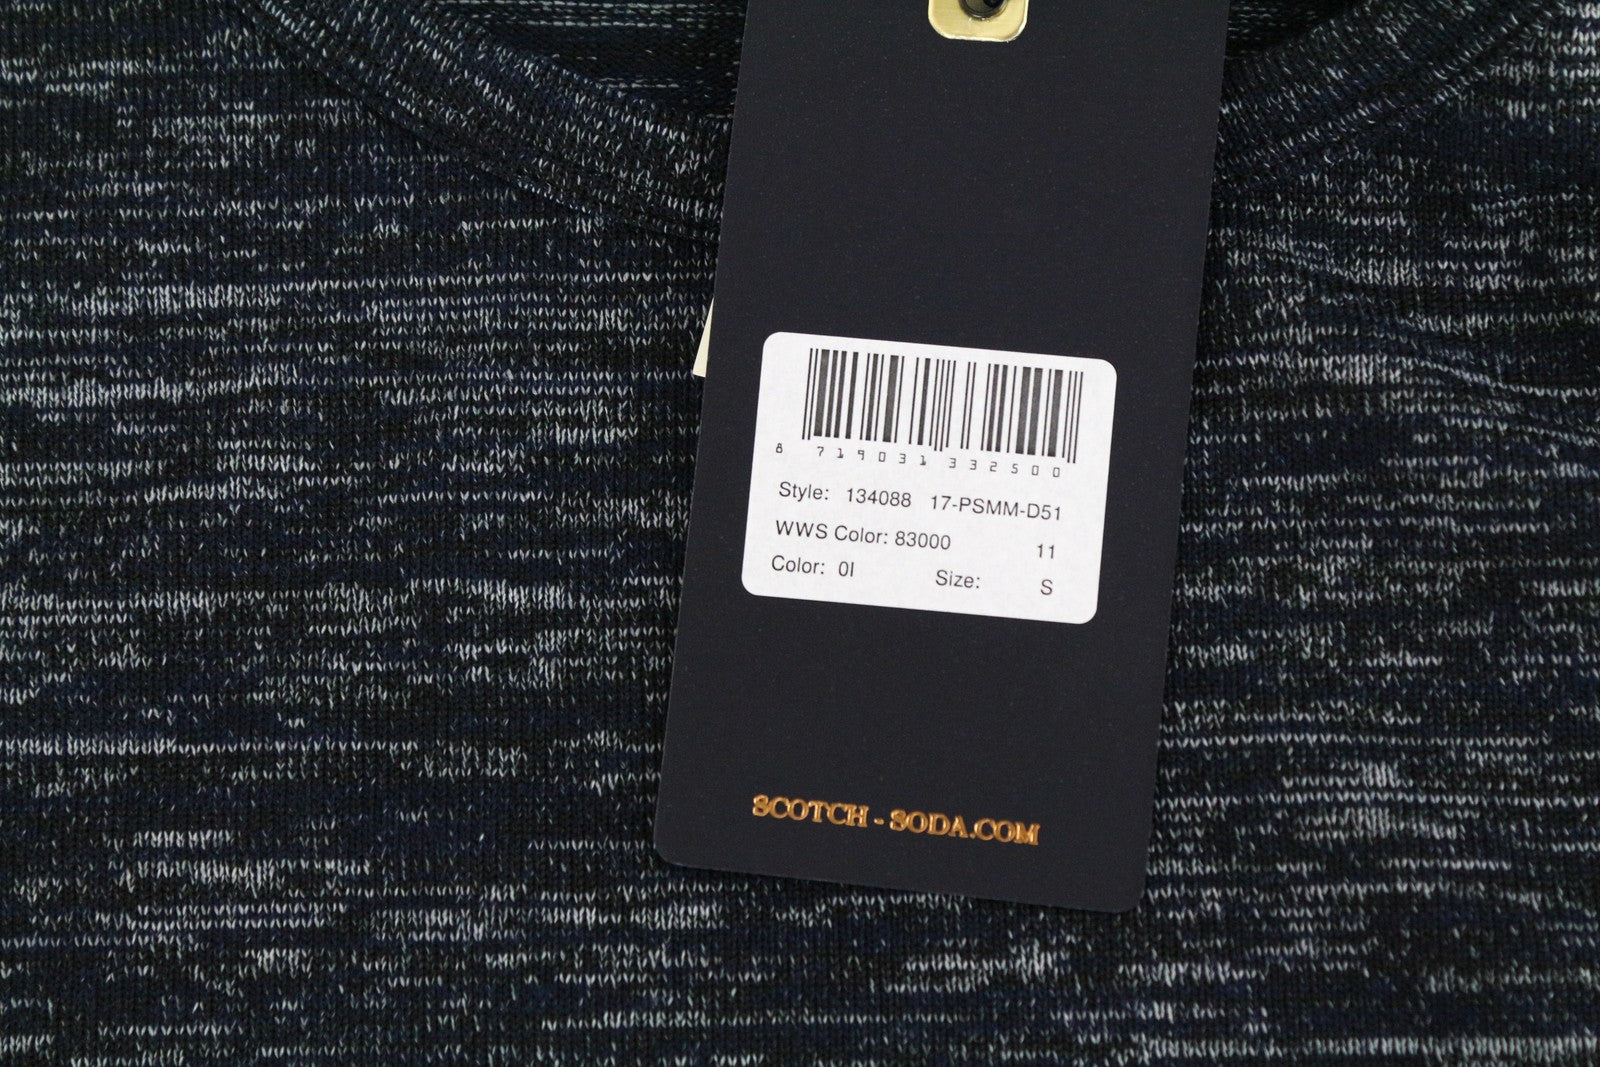 8 719031 332500
Style: 134088 17-PSMM-D51
WWS Color: 83000 11
Color: 0I Size: S
SCOTCH - SODA.COM